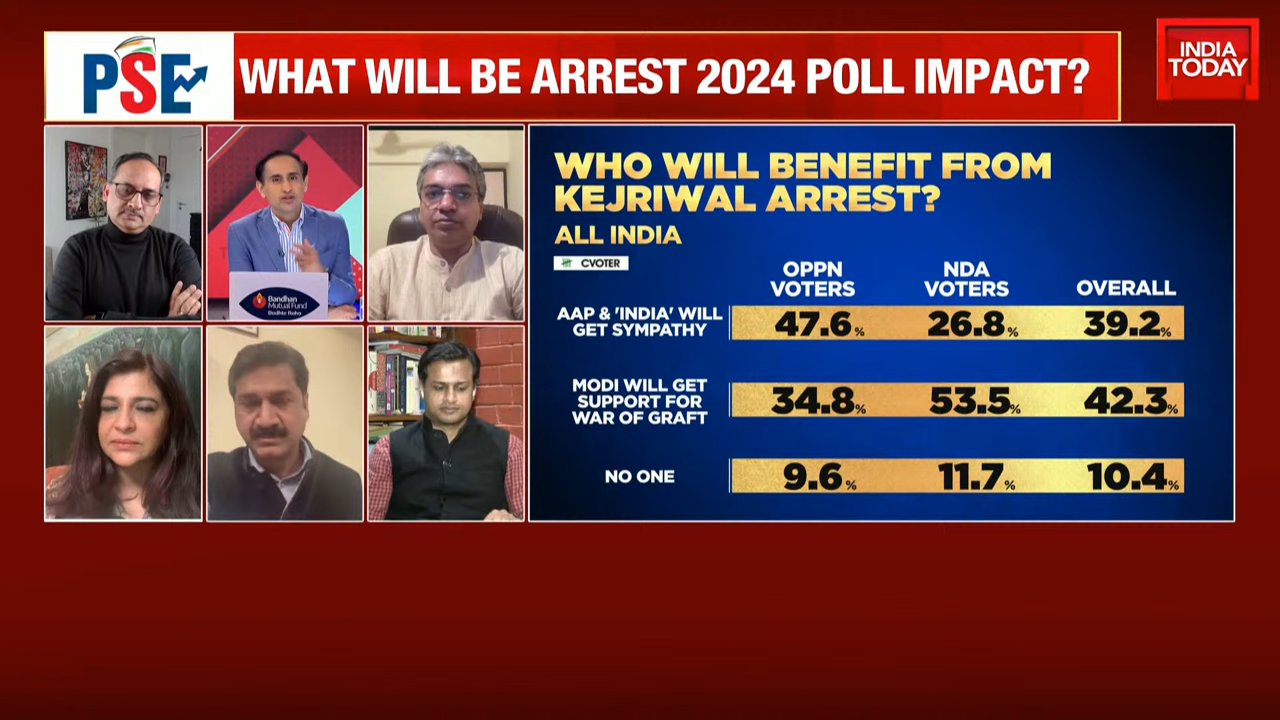 PSE
WHAT WILL BE ARREST 2024 POLL IMPACT?
INDIA
TODAY
Bandhan
Mutual Fund
Badhte Raho
WHO WILL BENEFIT FROM
KEJRIWAL ARREST?
ALL INDIA
CVOTER
OPPN
VOTERS
NDA
VOTERS
OVERALL
AAP & 'INDIA' WILL
GET SYMPATHY
47.6% 26.8% 39.2%
MODI WILL GET
SUPPORT FOR
WAR OF GRAFT
34.8% 53.5% 42.3%
NO ONE
9.6% 11.7% 10.4%